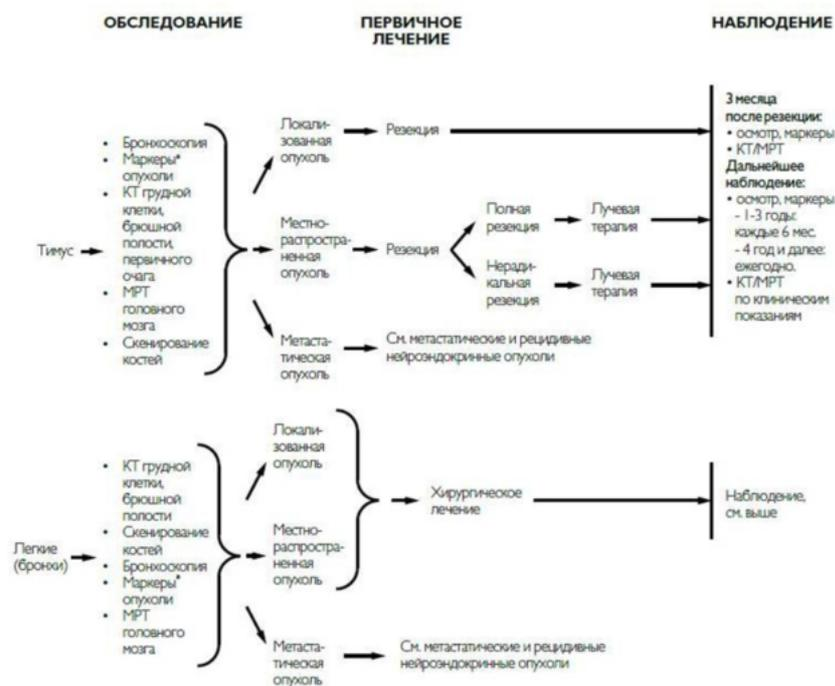 ОБСЛЕДОВАНИЕ
ПЕРВИЧНОЕ
ЛЕЧЕНИЕ
НАБЛЮДЕНИЕ
Тимус
• Бронхоскопия
• Маркеры*
опухоли
• КТ грудной
клетки,
брюшной
полости,
первичного
очага
• МРТ
головного
мозга
• Скенирование
костей
Локали-
зованная
опухоль
Резекция
Местно-
распростра-
ненная
опухоль
Резекция
Полная
резекция
Лучевая
терапия
Неради-
кальная
резекция
Лучевая
терапия
Метаста-
тическая
опухоль
См. метастатические и рецидивные
нейроэндокринные опухоли
3 месяца
после резекции:
• осмотр, маркеры
• КТ/МРТ
Дальнейшее
наблюдение:
• осмотр, маркеры
- 1-3 годы:
каждые 6 мес.
- 4 год и далее:
ежегодно.
• КТ/МРТ
по клиническим
показаниям
Легкие
(бронхи)
• КТ грудной
клетки,
брюшной
полости
• Скенирование
костей
• Бронхоскопия
• Маркеры*
опухоли
• МРТ
головного
мозга
Локали-
зованная
опухоль
Местно-
распростра-
ненная
опухоль
Хирургическое
лечение
Наблюдение,
см. выше
Метаста-
тическая
опухоль
См. метастатические и рецидивные
нейроэндокринные опухоли